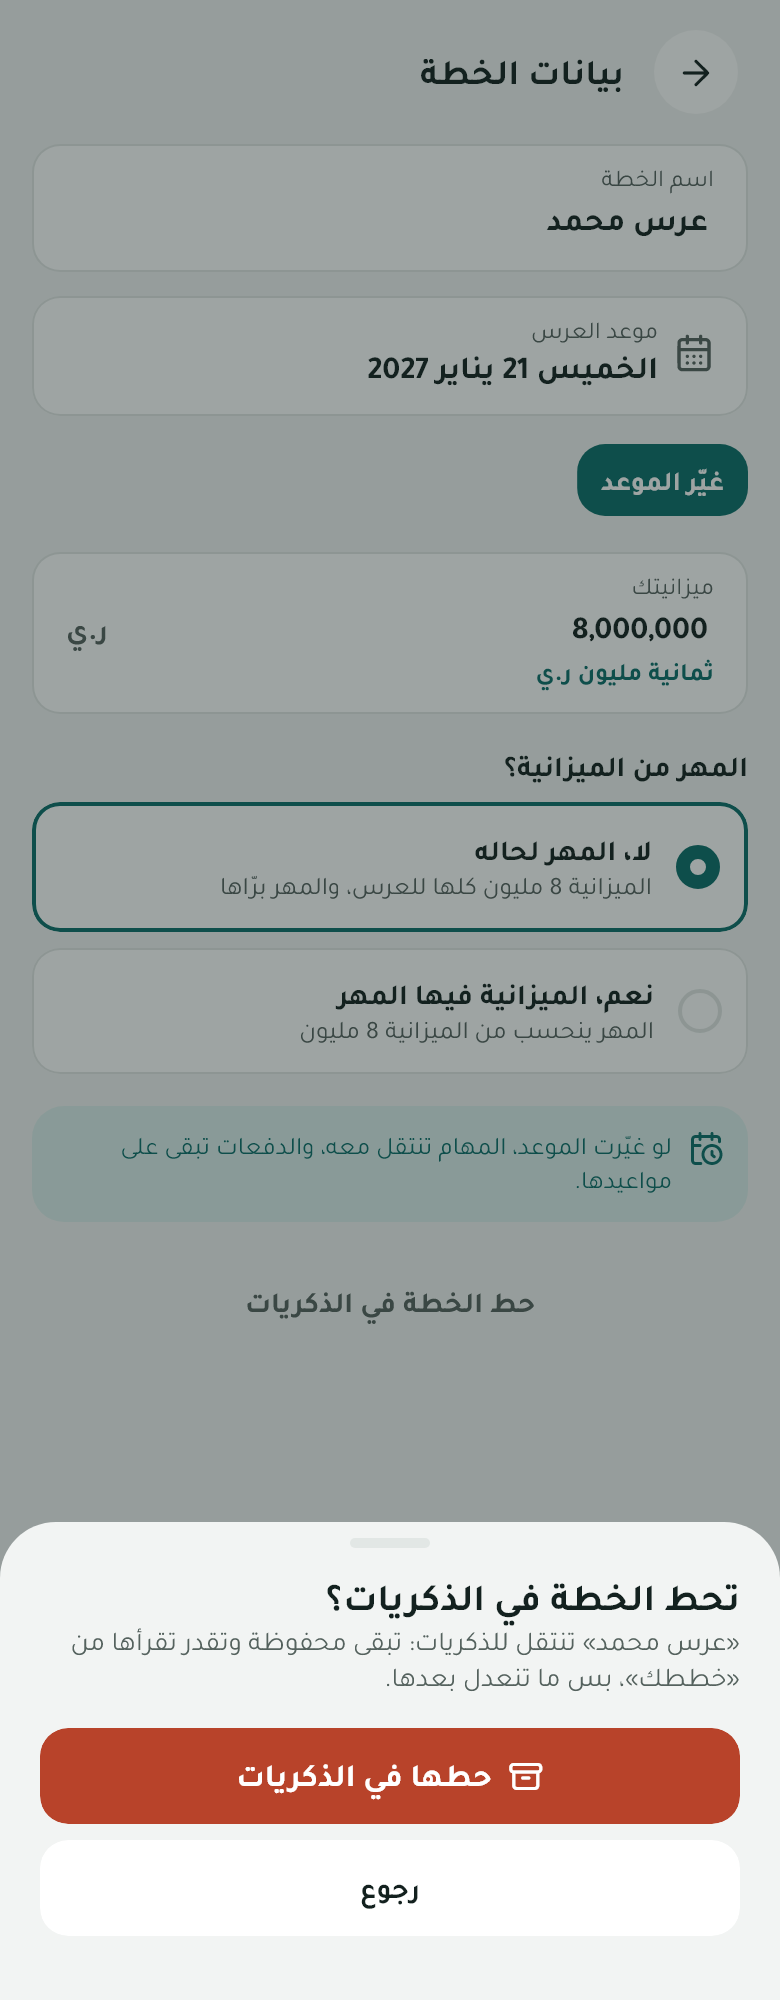 بيانات الخطة
اسم الخطة
عرس محمد
موعد العرس
الخميس 21 يناير 2027
غيّر الموعد
ميزانيتك
8,000,000
ر.ي
ثمانية مليون ر.ي
المهر من الميزانية؟
لا، المهر لحاله
الميزانية 8 مليون كلها للعرس، والمهر برّاها
نعم، الميزانية فيها المهر
المهر ينحسب من الميزانية 8 مليون
لو غيّرت الموعد، المهام تنتقل معه، والدفعات تبقى على
مواعيدها.
حط الخطة في الذكريات
تحط الخطة في الذكريات؟
«عرس محمد» تنتقل للذكريات: تبقى محفوظة وتقدر تقرأها من
«خططك»، بس ما تنعدل بعدها.
حطها في الذكريات
رجوع